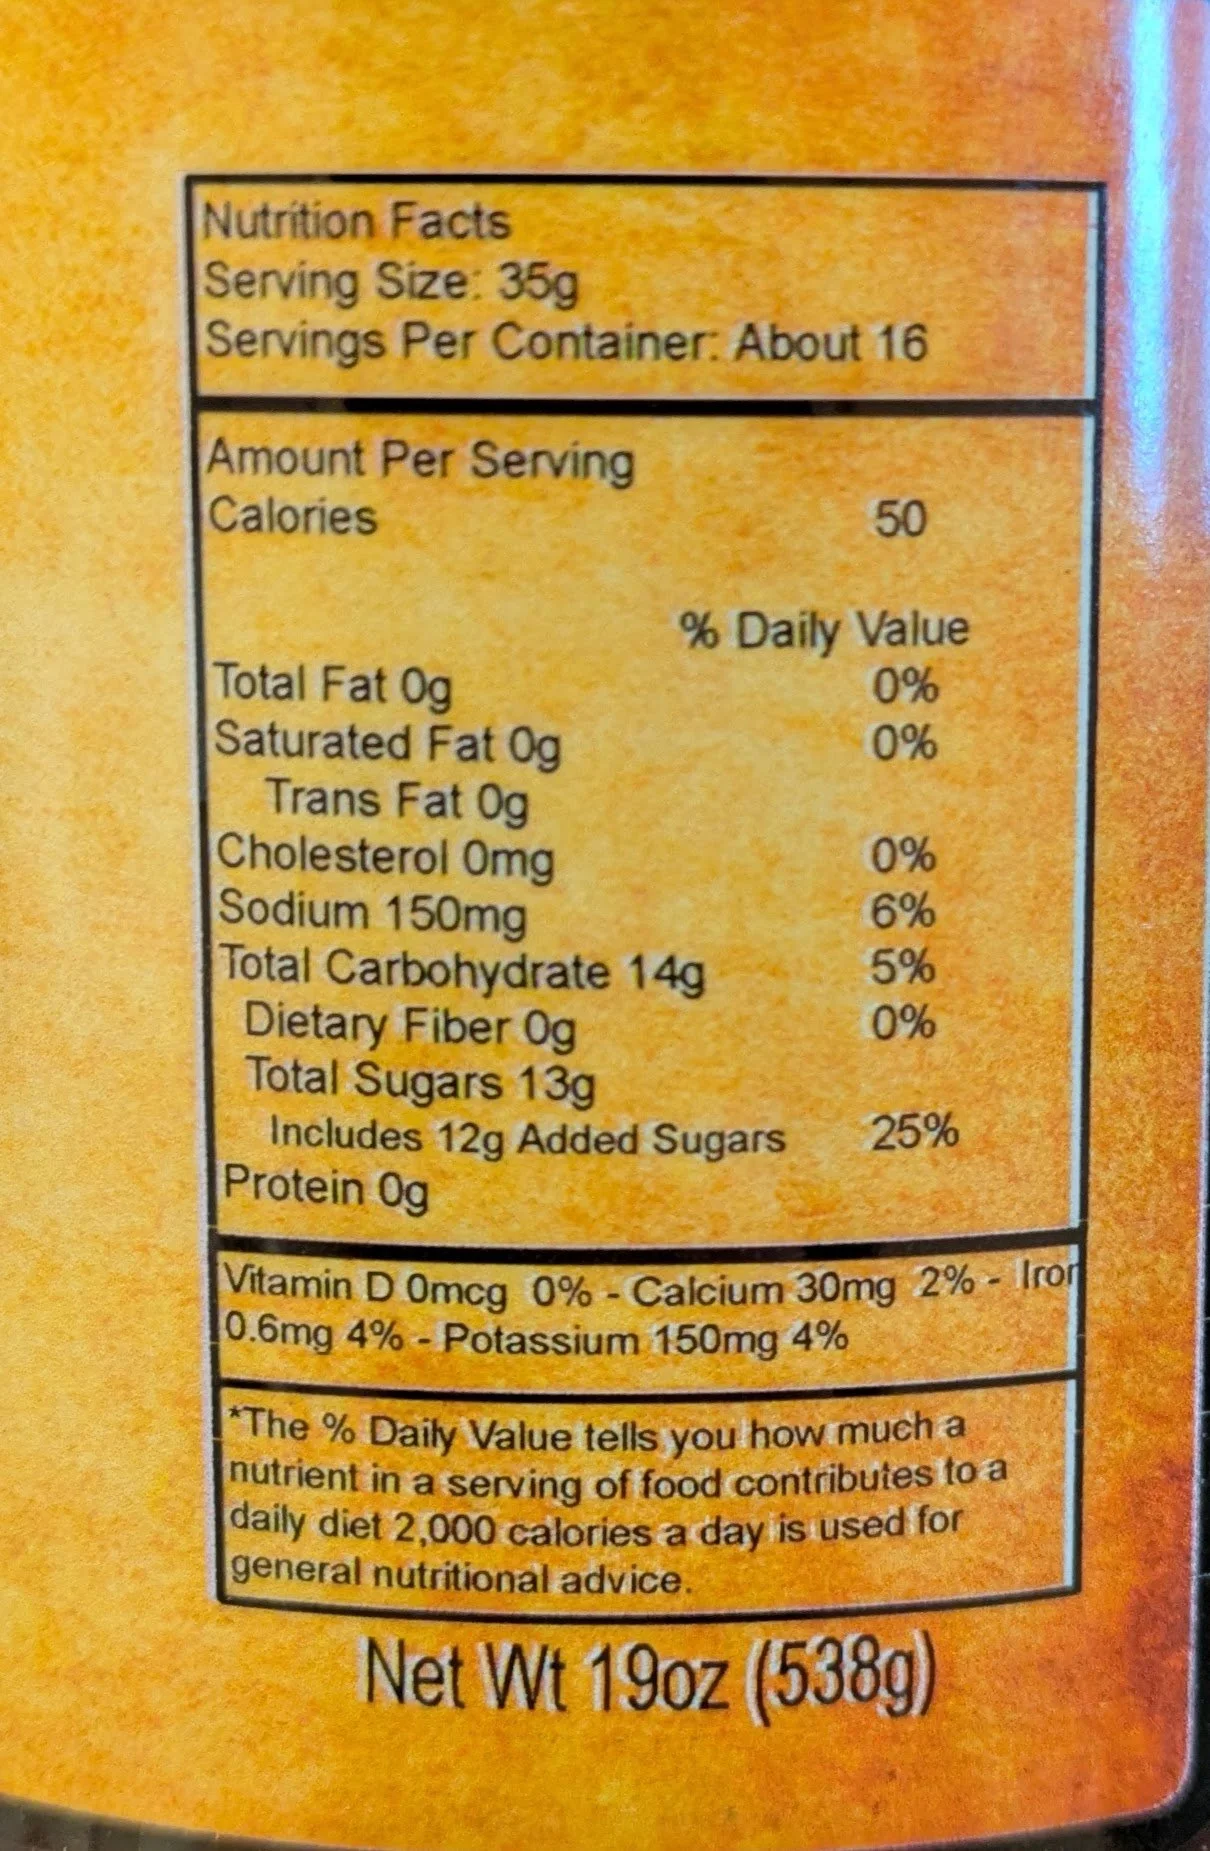 Nutrition Facts
Serving Size: 35g
Servings Per Container: About 16
Amount Per Serving
Calories 50
% Daily Value
Total Fat 0g 0%
Saturated Fat 0g 0%
Trans Fat 0g
Cholesterol 0mg 0%
Sodium 150mg 6%
Total Carbohydrate 14g 5%
Dietary Fiber 0g 0%
Total Sugars 13g
Includes 12g Added Sugars 25%
Protein 0g
Vitamin D 0mcg 0% - Calcium 30mg 2% - Iron
0.6mg 4% - Potassium 150mg 4%
*The % Daily Value tells you how much a
nutrient in a serving of food contributes to a
daily diet 2,000 calories a day is used for
general nutritional advice.
Net Wt 19oz (538g)